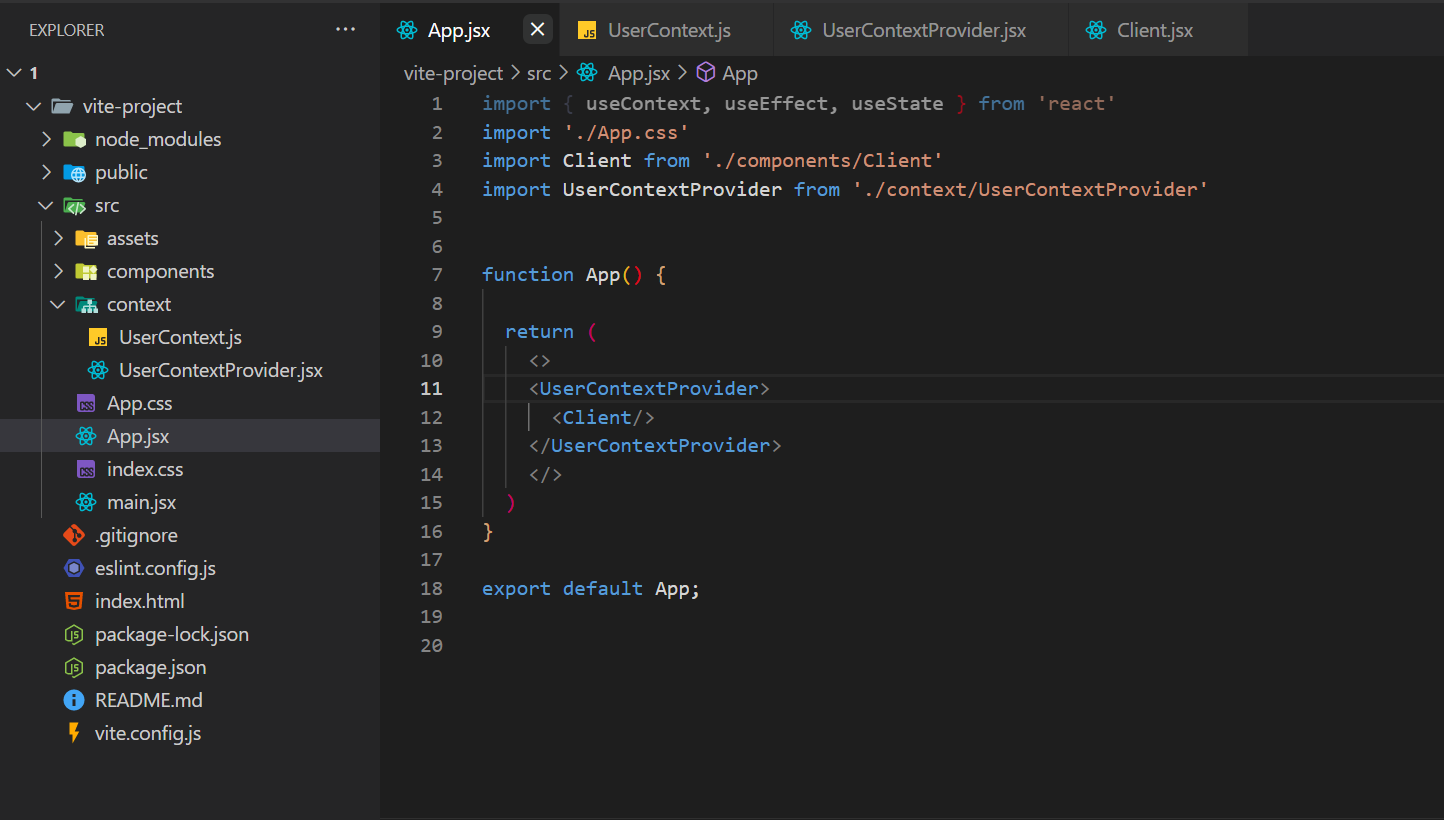 EXPLORER ...
1
vite-project
node_modules
public
src
assets
components
context
UserContext.js
UserContextProvider.jsx
App.css
App.jsx
index.css
main.jsx
.gitignore
eslint.config.js
index.html
package-lock.json
package.json
README.md
vite.config.js
App.jsx UserContext.js UserContextProvider.jsx Client.jsx
vite-project > src > App.jsx > App
1 import { useContext, useEffect, useState } from 'react'
2 import './App.css'
3 import Client from './components/Client'
4 import UserContextProvider from './context/UserContextProvider'
5
6
7 function App() {
8
9 return (
10 <>
11 <UserContextProvider>
12 <Client/>
13 </UserContextProvider>
14 </>
15 )
16 }
17
18 export default App;
19
20